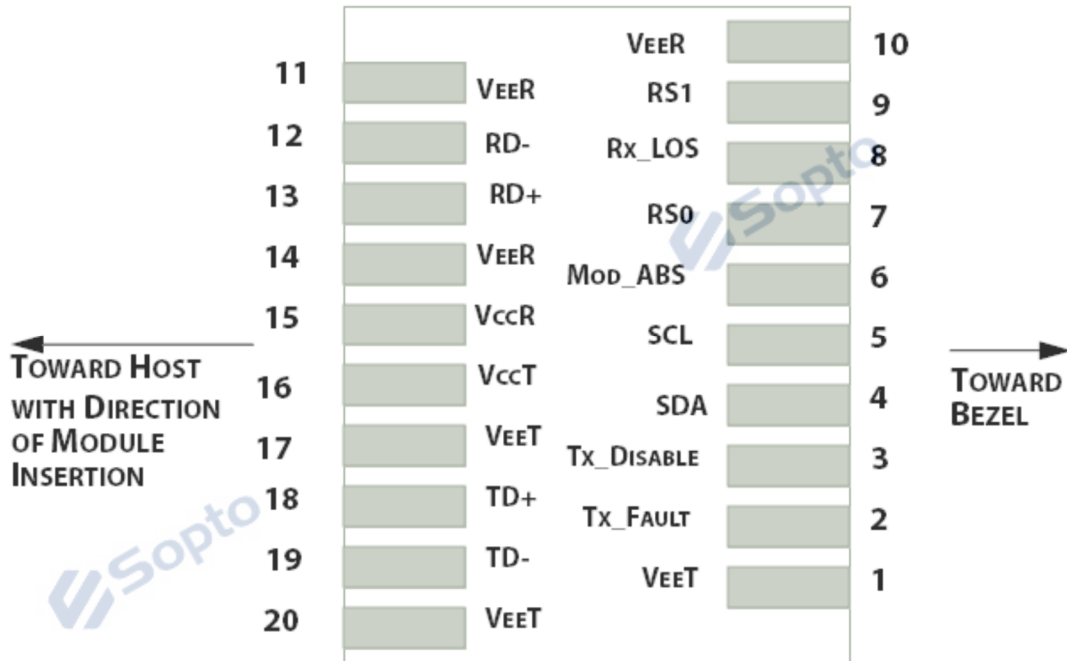 VEER 10
11 VEER
RS1 9
12 RD-
Rx_LOS 8
13 RD+
RS0 7
14 VEER
MOD_ABS 6
15 VCCR
SCL 5
TOWARD HOST
WITH DIRECTION
OF MODULE
INSERTION
TOWARD
BEZEL
16 VCCT
SDA 4
17 VEET
TX_DISABLE 3
18 TD+
TX_FAULT 2
19 TD-
VEET 1
20 VEET
Sopto
Sopto